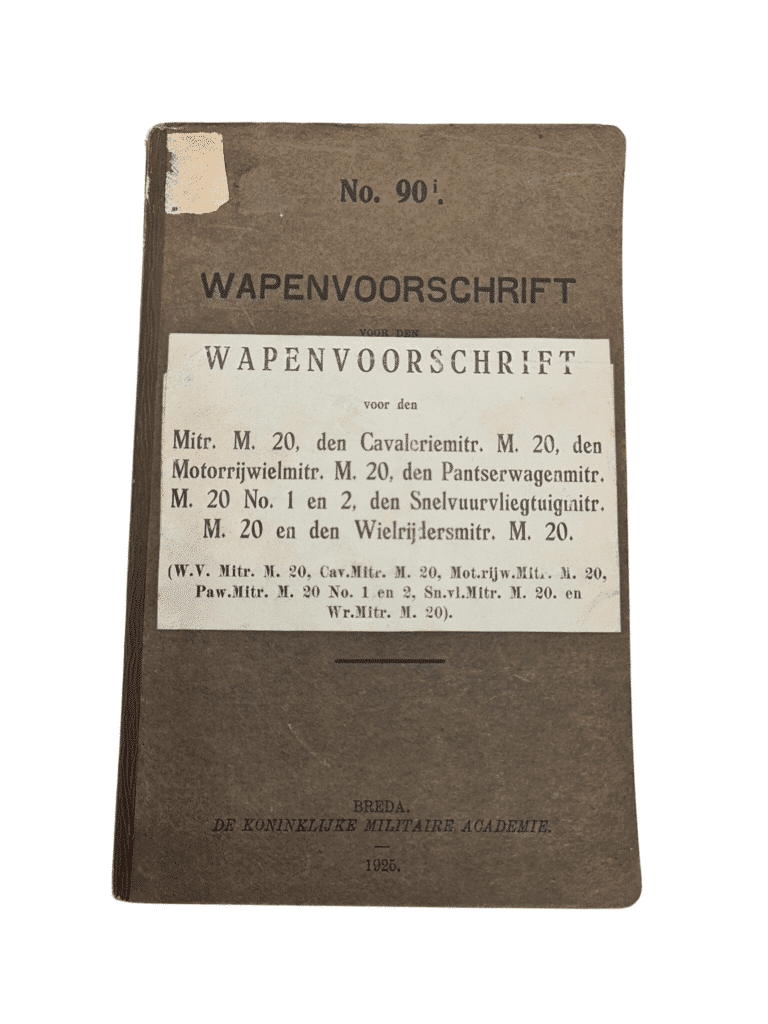 No. 90 i.
WAPENVOORSCHRIFT
VOOR DEN
WAPENVOORSCHRIFT
voor den
Mitr. M. 20, den Cavaleriemitr. M. 20, den
Motorrijwielmitr. M. 20, den Pantserwagenmitr.
M. 20 No. 1 en 2, den Snelvuurvliegtuigmitr.
M. 20 en den Wielrijdersmitr. M. 20.
(W.V. Mitr. M. 20, Cav.Mitr. M. 20, Mot.rijw.Mitr. M. 20,
Paw.Mitr. M. 20 No. 1 en 2, Sn.vl.Mitr. M. 20. en
Wr.Mitr. M. 20).
BREDA.
DE KONINKLIJKE MILITAIRE ACADEMIE.
1925.